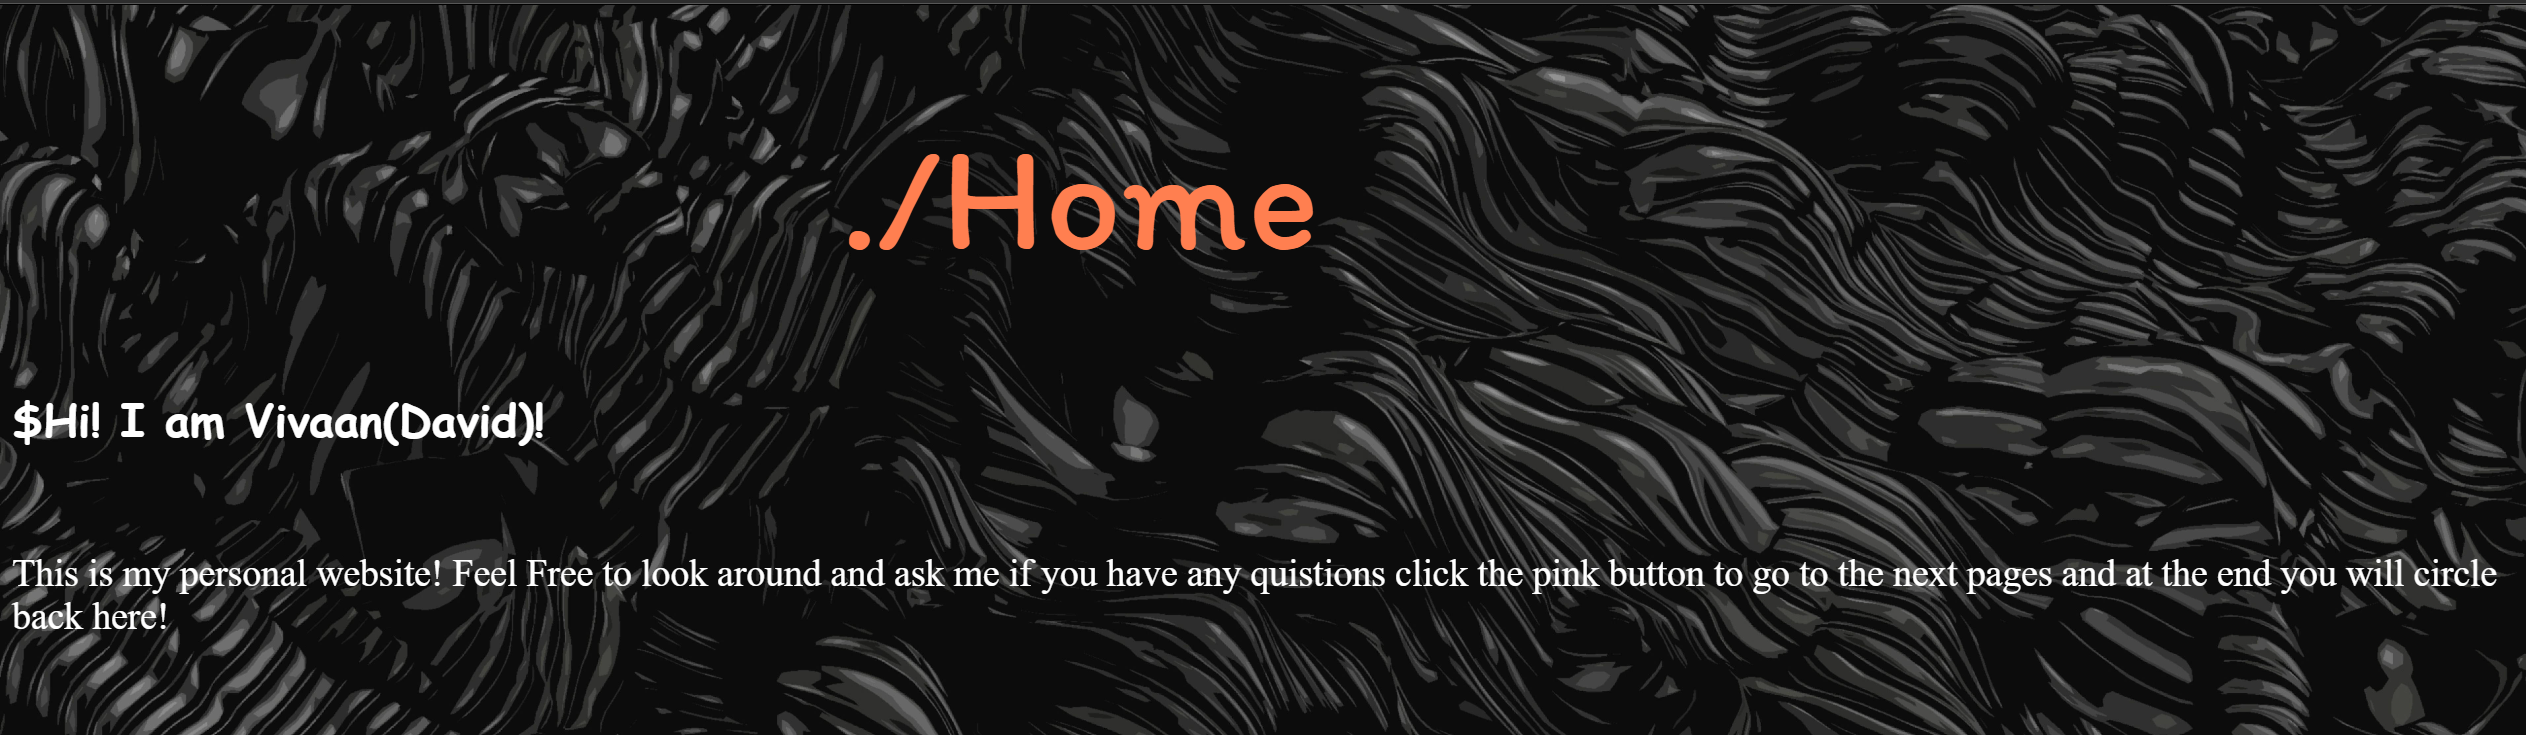 ./Home
$Hi! I am Vivaan(David)!
This is my personal website! Feel Free to look around and ask me if you have any quistions click the pink button to go to the next pages and at the end you will circle
back here!